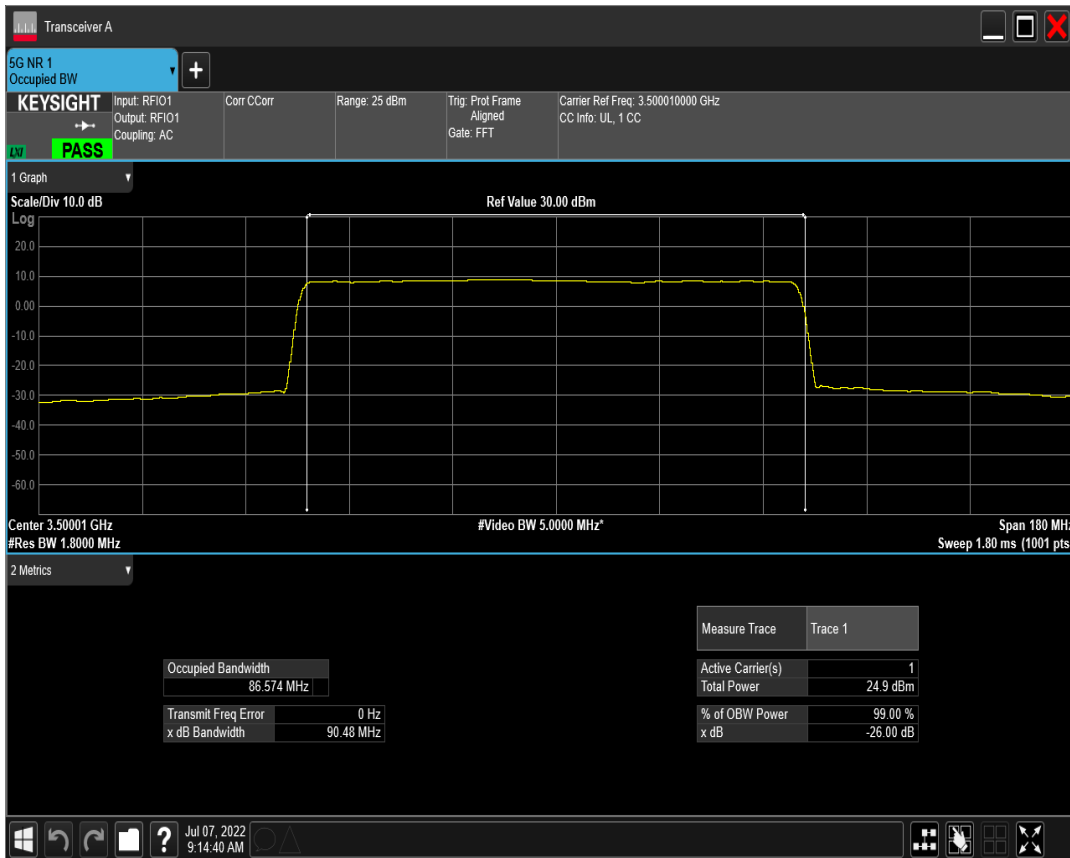 Transceiver A
5G NR 1
Occupied BW
+
KEYSIGHT
LXI
PASS
Input: RFIO1
Output: RFIO1
Coupling: AC
Corr CCorr
Range: 25 dBm
Trig: Prot Frame
Aligned
Gate: FFT
Carrier Ref Freq: 3.500010000 GHz
CC Info: UL, 1 CC
1 Graph
Scale/Div 10.0 dB
Ref Value 30.00 dBm
Log
20.0
10.0
0.00
-10.0
-20.0
-30.0
-40.0
-50.0
-60.0
Center 3.50001 GHz
#Video BW 5.0000 MHz*
Span 180 MHz
#Res BW 1.8000 MHz
Sweep 1.80 ms (1001 pts
2 Metrics
Measure Trace Trace 1
Occupied Bandwidth
86.574 MHz
Active Carrier(s) 1
Total Power 24.9 dBm
Transmit Freq Error 0 Hz
x dB Bandwidth 90.48 MHz
% of OBW Power 99.00 %
x dB -26.00 dB
?
Jul 07, 2022
9:14:40 AM